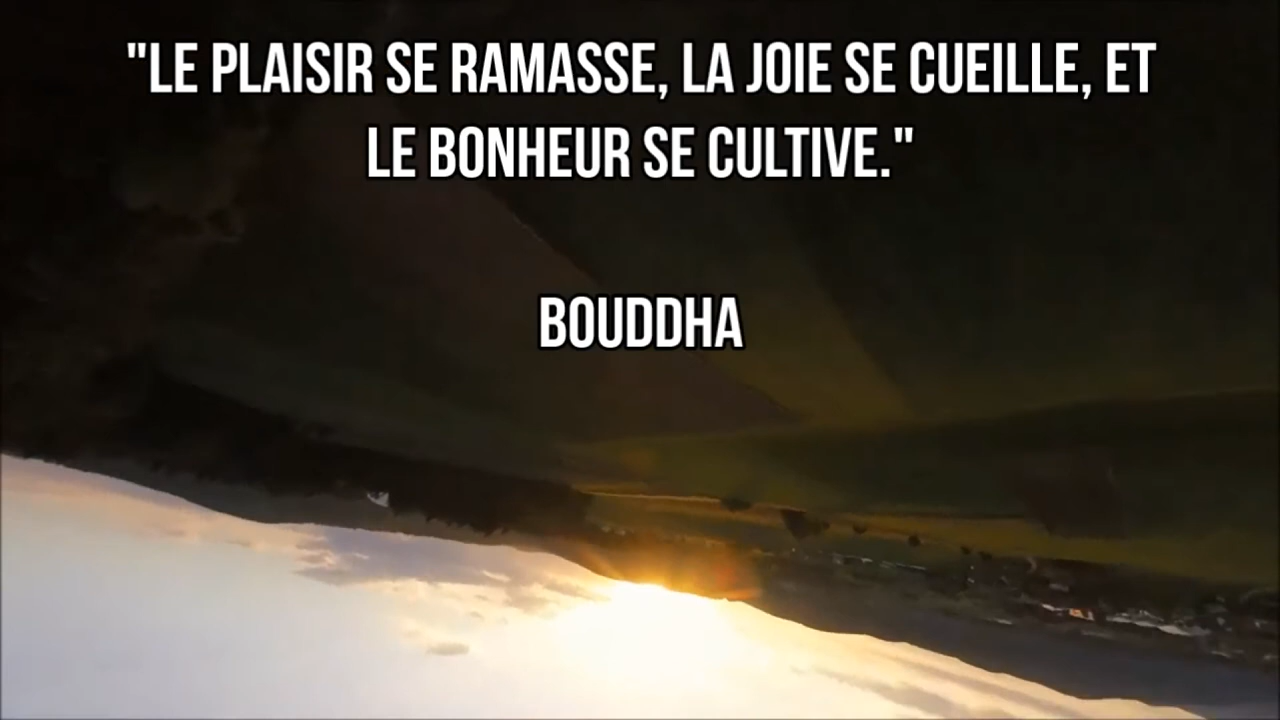 "LE PLAISIR SE RAMASSE, LA JOIE SE CUEILLE, ET
LE BONHEUR SE CULTIVE."
BOUDDHA